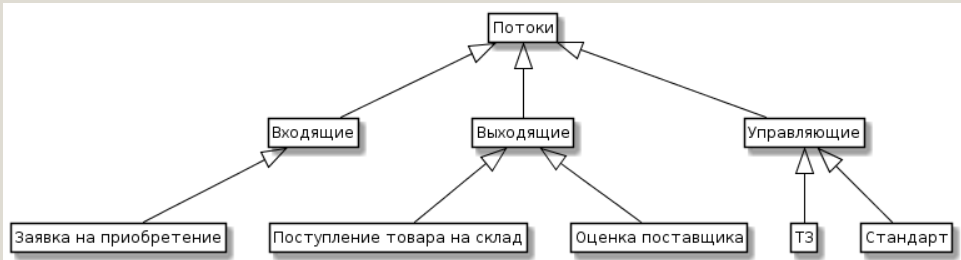 Потоки
Входящие
Выходящие
Управляющие
Заявка на приобретение
Поступление товара на склад
Оценка поставщика
ТЗ
Стандарт